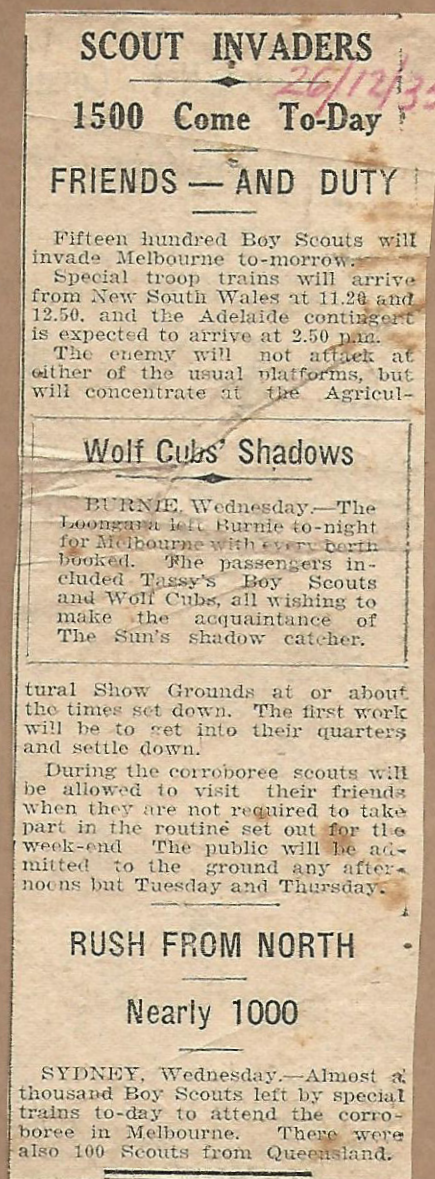 SCOUT INVADERS
26/12/35
1500 Come To-Day
FRIENDS — AND DUTY
Fifteen hundred Boy Scouts will
invade Melbourne to-morrow.
Special troop trains will arrive
from New South Wales at 11.20 and
12.50, and the Adelaide contingent
is expected to arrive at 2.50 p.m.
The enemy will not attack at
either of the usual platforms, but
will concentrate at the Agricul-
Wolf Cubs' Shadows
BURNIE, Wednesday.—The
Loongana left Burnie to-night
for Melbourne with every berth
booked. The passengers in-
cluded Tassy's Boy Scouts
and Wolf Cubs, all wishing to
make the acquaintance of
The Sun's shadow catcher.
tural Show Grounds at or about
the times set down. The first work
will be to get into their quarters
and settle down.
During the corroboree scouts will
be allowed to visit their friends
when they are not required to take
part in the routine set out for the
week-end The public will be ad-
mitted to the ground any after-
noons but Tuesday and Thursday.
RUSH FROM NORTH
Nearly 1000
SYDNEY, Wednesday.—Almost a
thousand Boy Scouts left by special
trains to-day to attend the corro-
boree in Melbourne. There were
also 100 Scouts from Queensland.